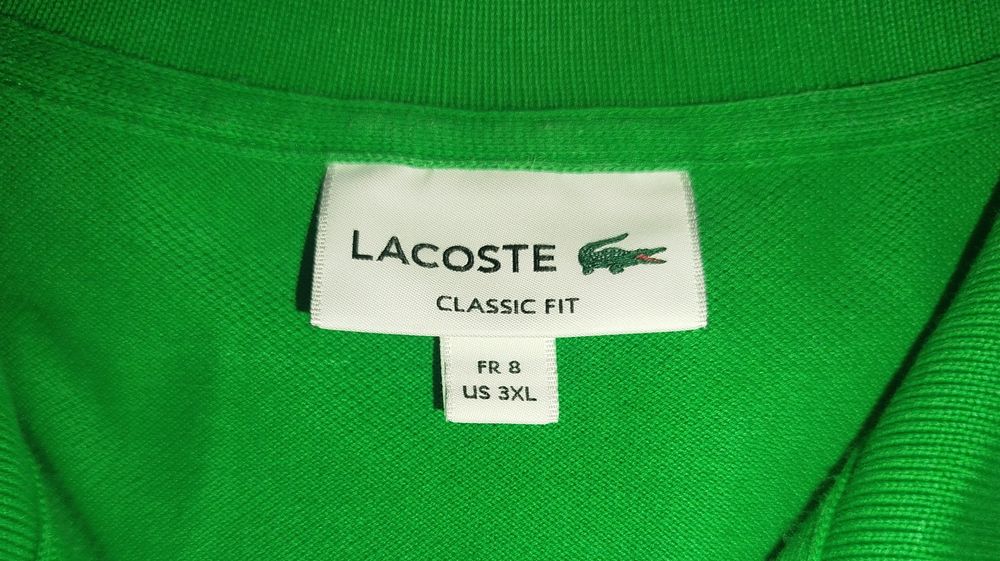 LACOSTE
CLASSIC FIT
FR 8
US 3XL